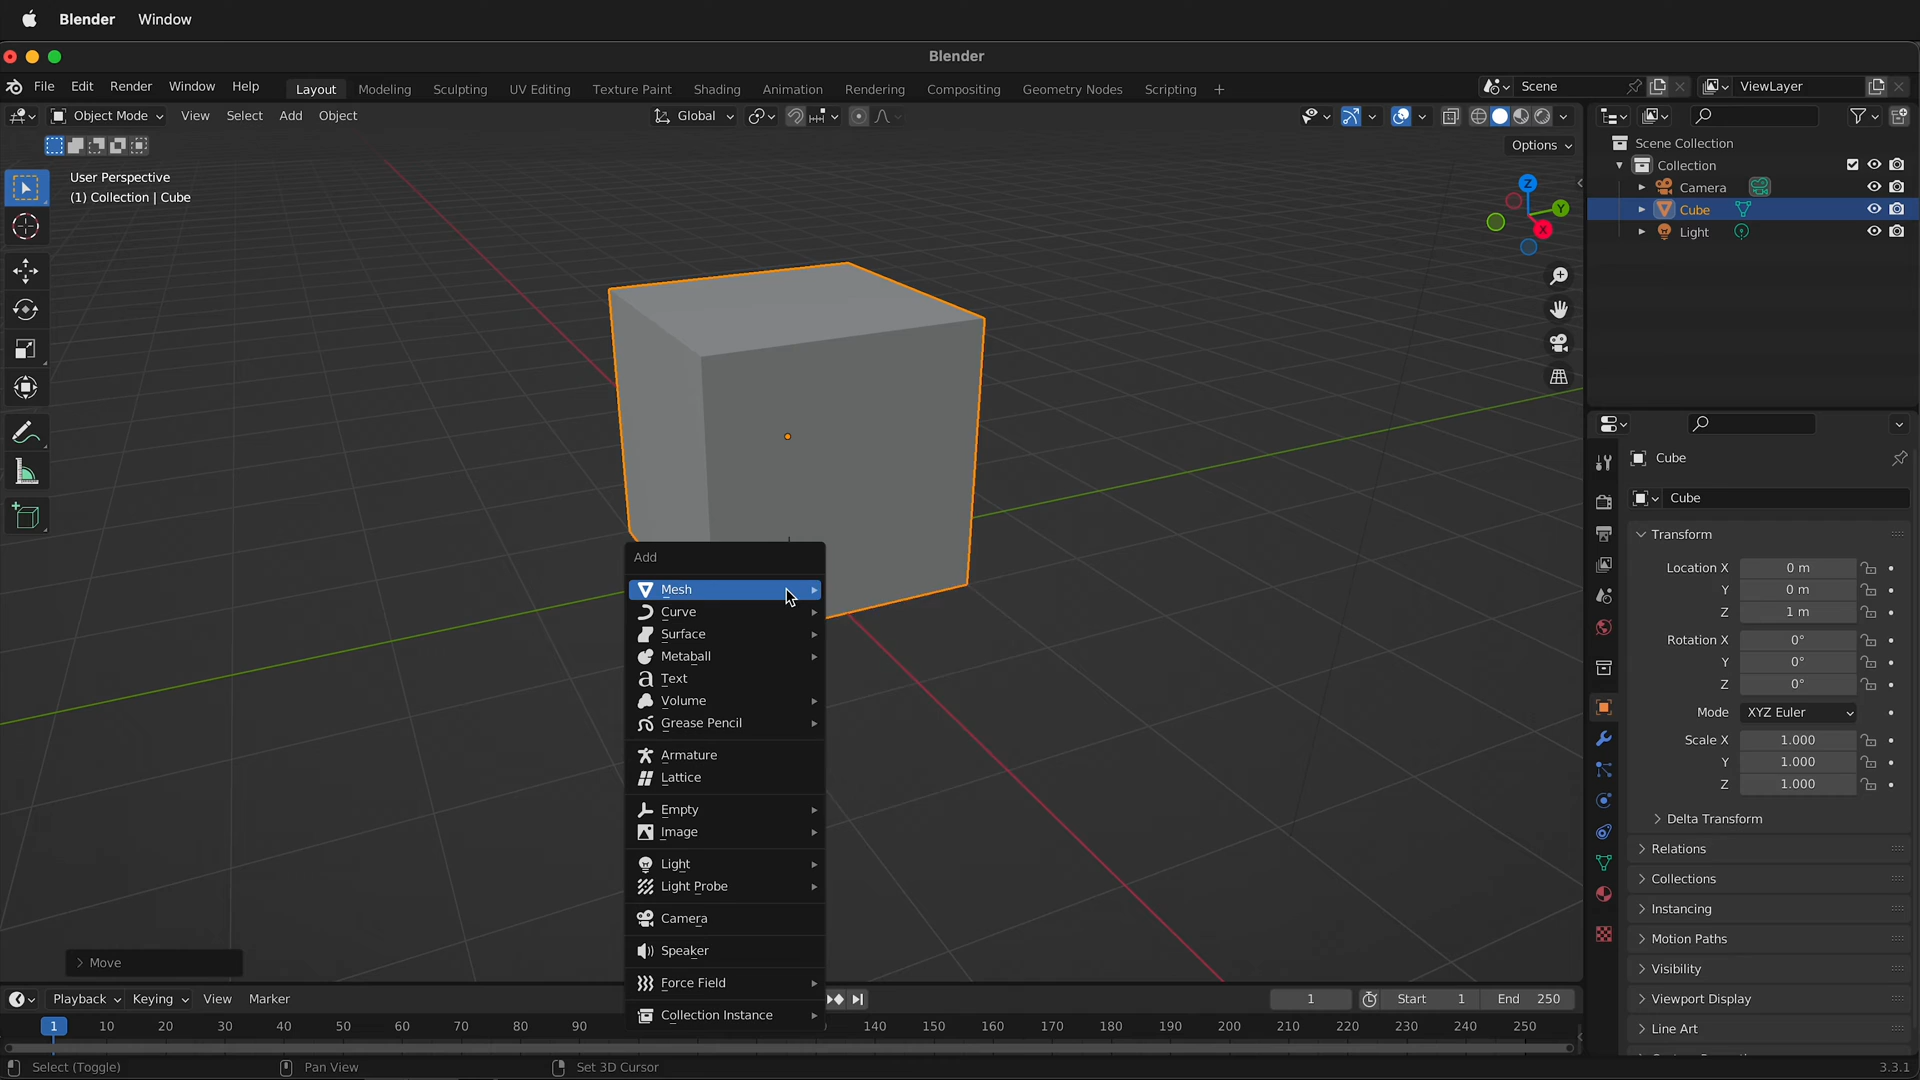 Blender Window
Blender
File Edit Render Window Help Layout Modeling Sculpting UV Editing Texture Paint Shading Animation Rendering Compositing Geometry Nodes Scripting + Scene ViewLayer
Object Mode View Select Add Object Global
Options
User Perspective
(1) Collection | Cube
Z
Y
X
Scene Collection
Collection
Camera
Cube
Light
Cube
Cube
Transform
Location X 0 m
Y 0 m
Z 1 m
Rotation X 0°
Y 0°
Z 0°
Mode XYZ Euler
Scale X 1.000
Y 1.000
Z 1.000
Delta Transform
Relations
Collections
Instancing
Motion Paths
Visibility
Viewport Display
Line Art
Add
Mesh
Curve
Surface
Metaball
Text
Volume
Grease Pencil
Armature
Lattice
Empty
Image
Light
Light Probe
Camera
Speaker
Force Field
Collection Instance
Move
Playback Keying View Marker 1 Start 1 End 250
1 10 20 30 40 50 60 70 80 90 140 150 160 170 180 190 200 210 220 230 240 250
Select (Toggle) Pan View Set 3D Cursor 3.3.1